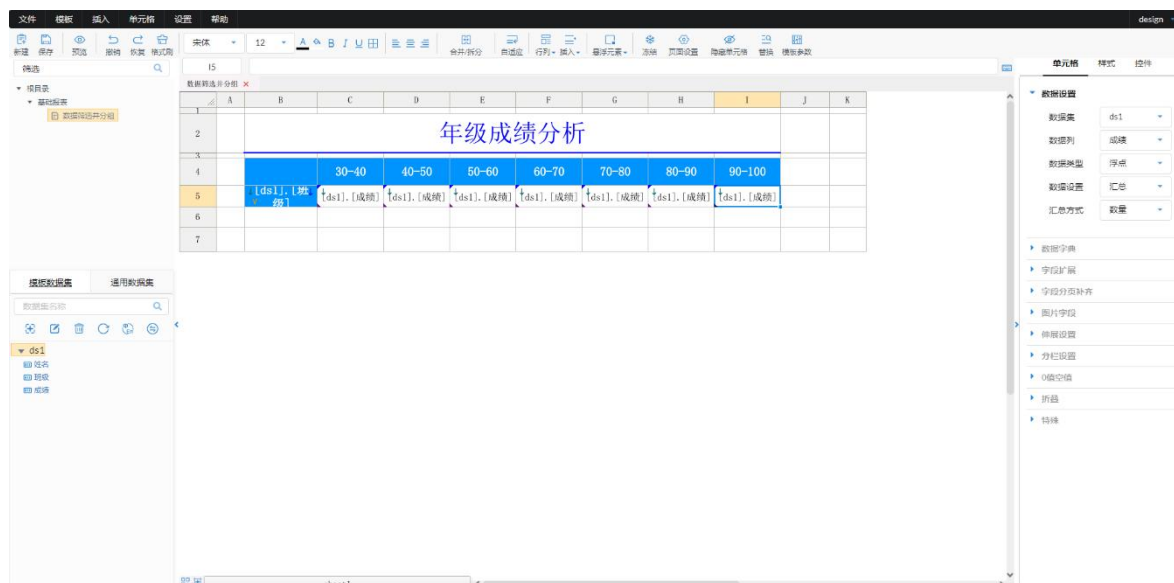 文件 模板 插入 单元格 设置 帮助 design
新建 保存 预览 撤销 恢复 格式刷 宋体 12 A B I U 合并/拆分 自适应 行列 插入 悬浮元素 冻结 页面设置 隐藏单元格 替换 模板参数
筛选 I5 单元格 样式 控件
根目录
基础报表
数据筛选并分组
数据筛选并分组 ×
A B C D E F G H I J K
1
2 年级成绩分析
3
4 30-40 40-50 50-60 60-70 70-80 80-90 90-100
5 [ds1].[班级] [ds1].[成绩] [ds1].[成绩] [ds1].[成绩] [ds1].[成绩] [ds1].[成绩] [ds1].[成绩] [ds1].[成绩]
6
7
数据设置
数据集 ds1
数据列 成绩
数据类型 浮点
数据设置 汇总
汇总方式 数量
数据字典
字段扩展
字段分页补齐
图片字段
伸展设置
分栏设置
0值空值
折叠
特殊
模板数据集 通用数据集
数据集名称
ds1
姓名
班级
成绩